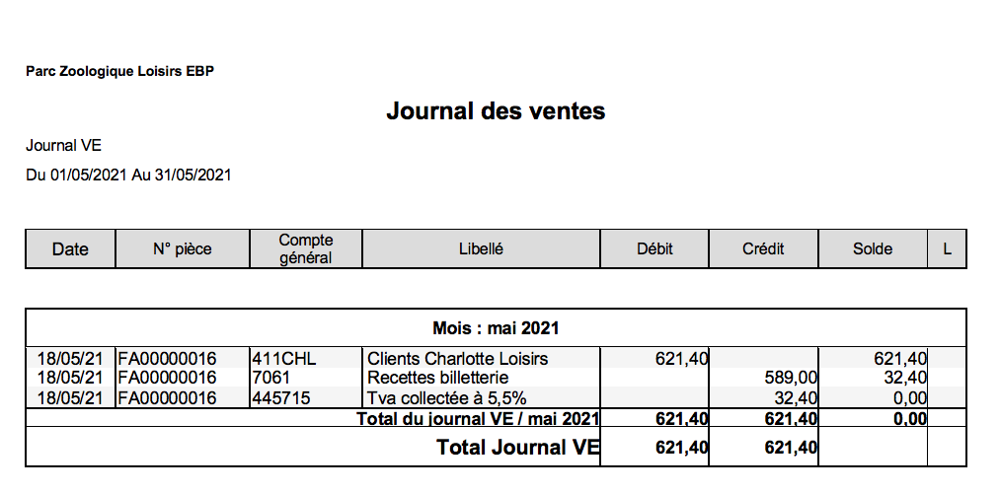 Parc Zoologique Loisirs EBP
Journal des ventes
Journal VE
Du 01/05/2021 Au 31/05/2021
Date N° pièce Compte général Libellé Débit Crédit Solde L
Mois : mai 2021
18/05/21 FA00000016 411CHL Clients Charlotte Loisirs 621,40 621,40
18/05/21 FA00000016 7061 Recettes billetterie 589,00 32,40
18/05/21 FA00000016 445715 Tva collectée à 5,5% 32,40 0,00
Total du journal VE / mai 2021 621,40 621,40 0,00
Total Journal VE 621,40 621,40